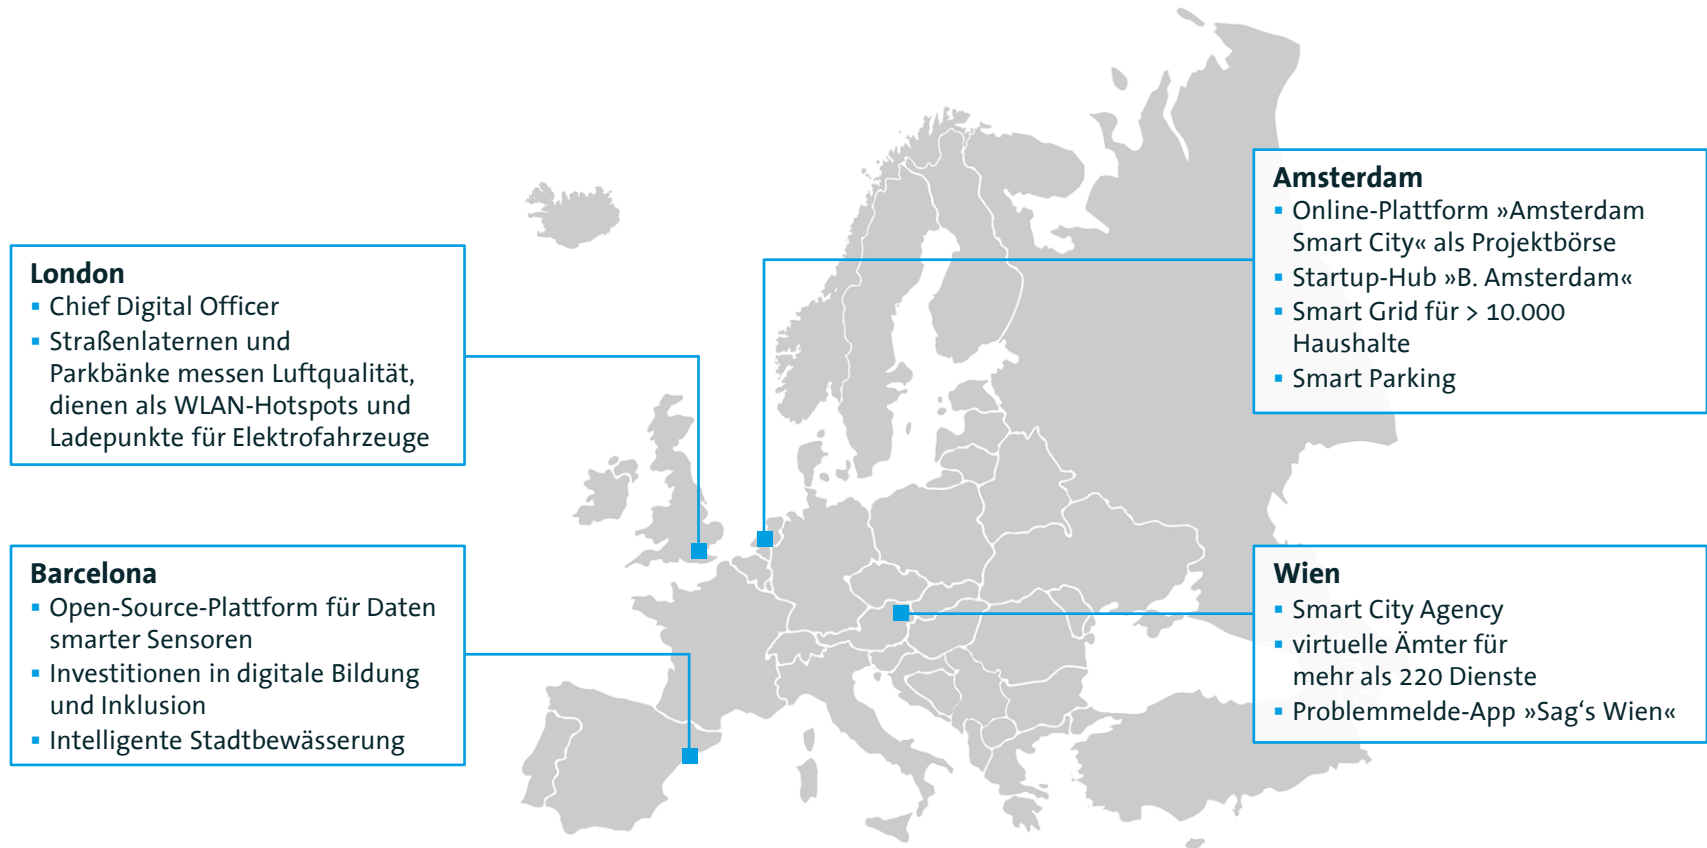 London
▪ Chief Digital Officer
▪ Straßenlaternen und
Parkbänke messen Luftqualität,
dienen als WLAN-Hotspots und
Ladepunkte für Elektrofahrzeuge
Barcelona
▪ Open-Source-Plattform für Daten
smarter Sensoren
▪ Investitionen in digitale Bildung
und Inklusion
▪ Intelligente Stadtbewässerung
Amsterdam
▪ Online-Plattform »Amsterdam
Smart City« als Projektbörse
▪ Startup-Hub »B. Amsterdam«
▪ Smart Grid für > 10.000
Haushalte
▪ Smart Parking
Wien
▪ Smart City Agency
▪ virtuelle Ämter für
mehr als 220 Dienste
▪ Problemmelde-App »Sag‘s Wien«